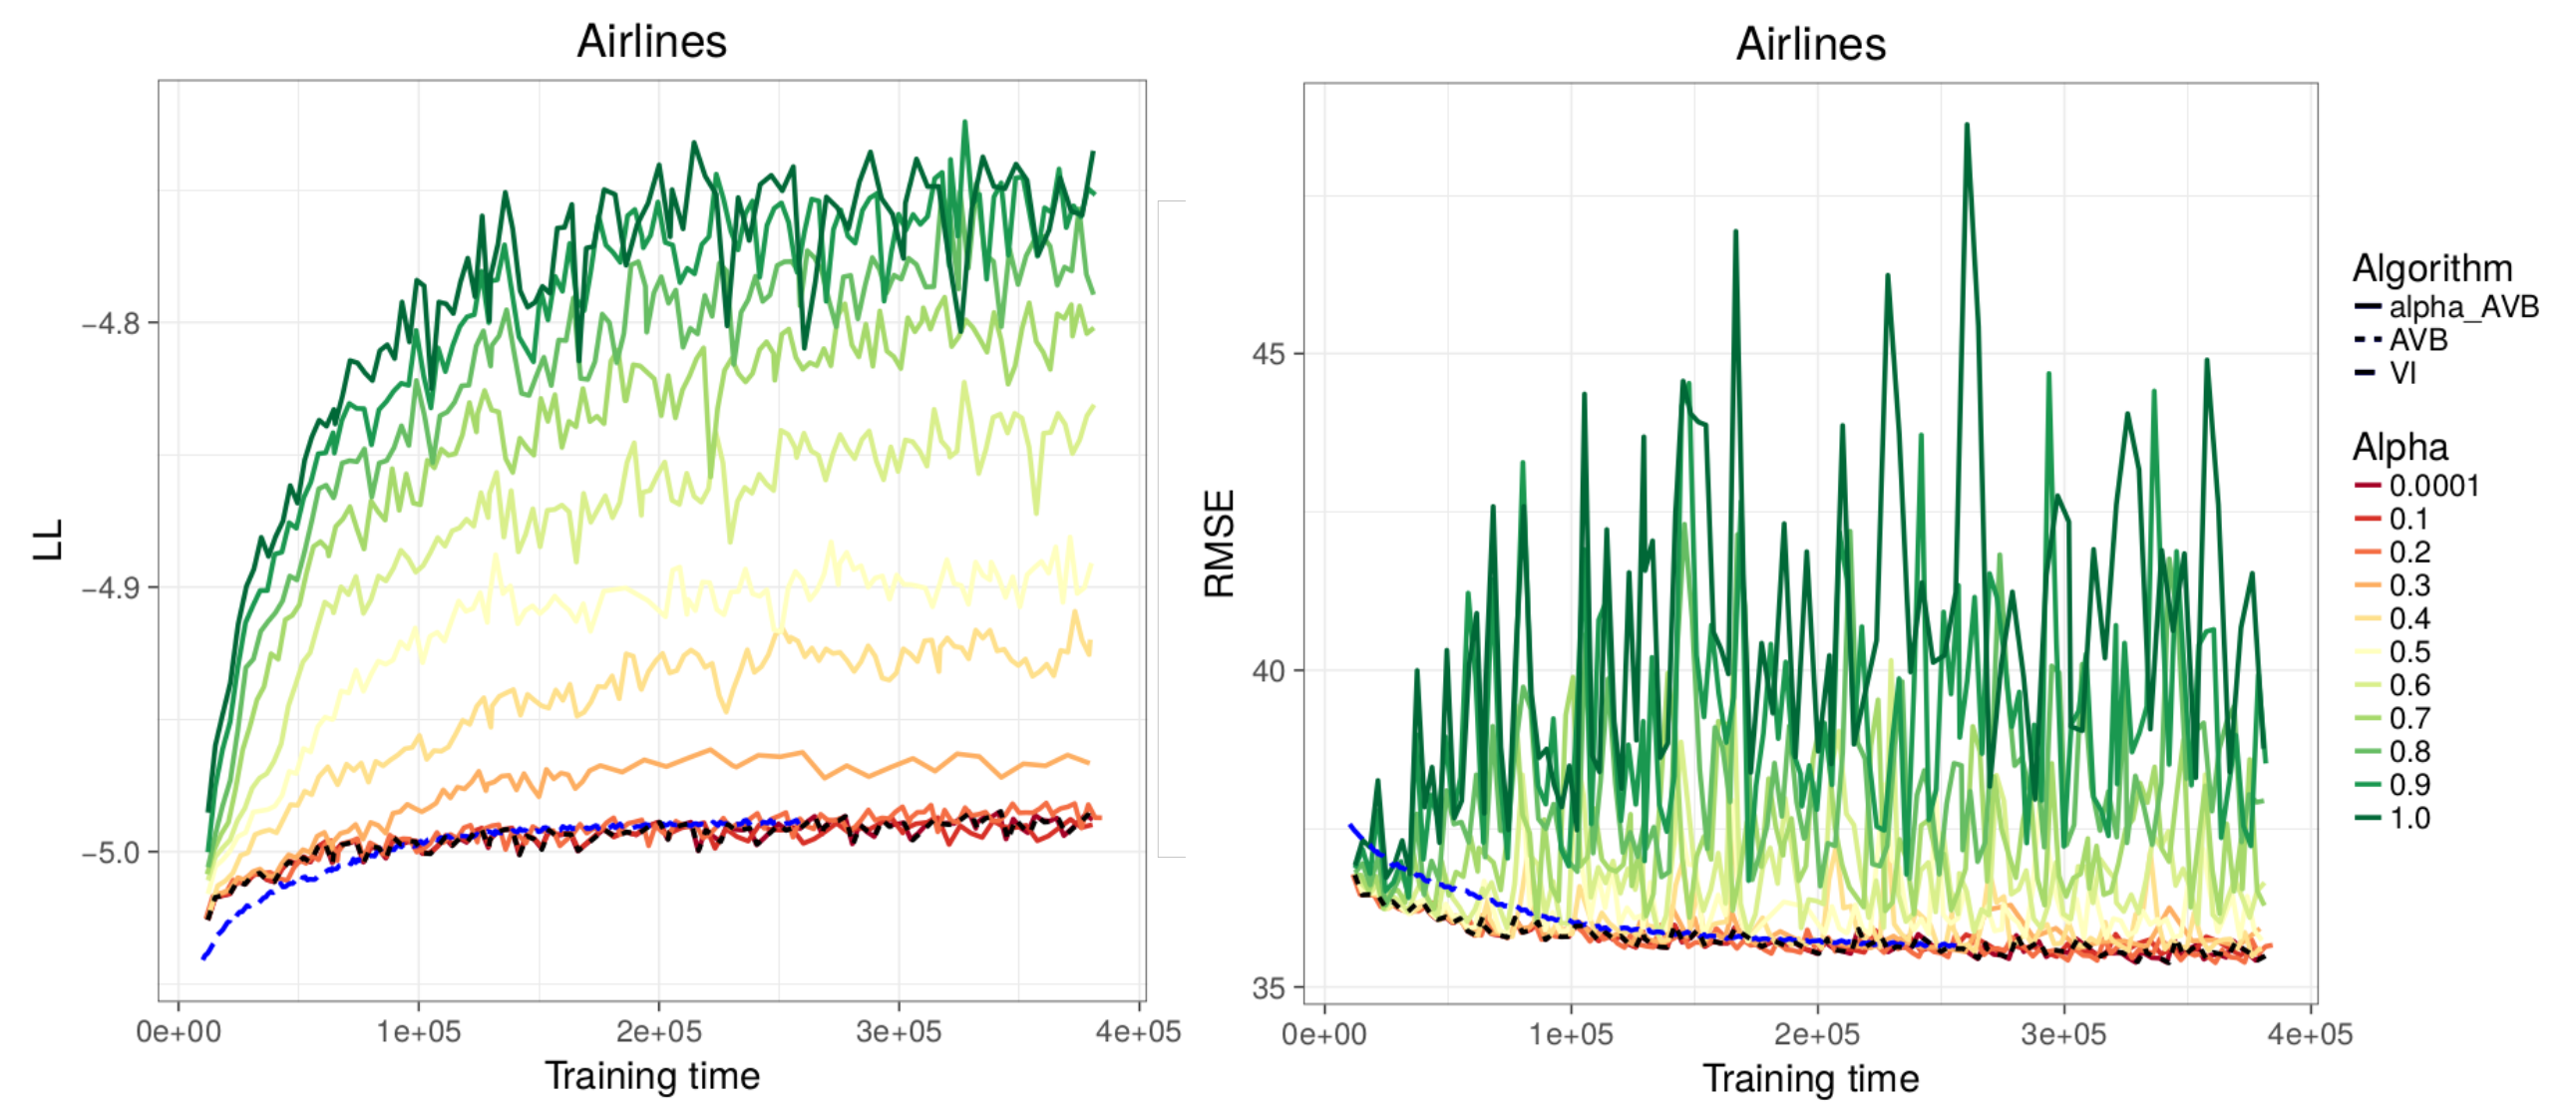 Airlines
LL
−4.8
−4.9
−5.0
0e+00 1e+05 2e+05 3e+05 4e+05
Training time
Airlines
RMSE
45
40
35
0e+00 1e+05 2e+05 3e+05 4e+05
Training time
Algorithm
alpha_AVB
AVB
VI
Alpha
0.0001
0.1
0.2
0.3
0.4
0.5
0.6
0.7
0.8
0.9
1.0